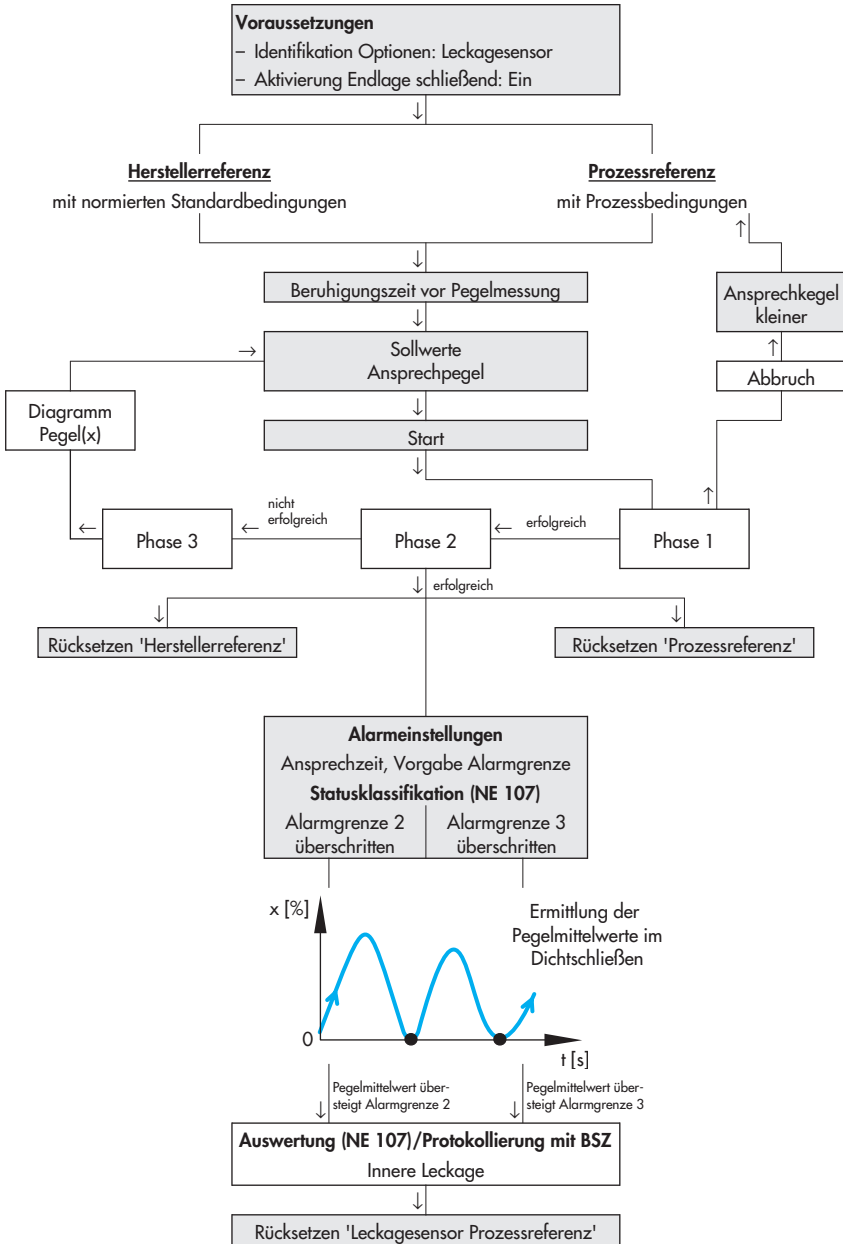 Voraussetzungen
– Identifikation Optionen: Leckagesensor
– Aktivierung Endlage schließend: Ein
Herstellerreferenz
mit normierten Standardbedingungen
Prozessreferenz
mit Prozessbedingungen
Beruhigungszeit vor Pegelmessung
Ansprechkegel
kleiner
Sollwerte
Ansprechpegel
Abbruch
Diagramm
Pegel(x)
Start
Phase 3
nicht
erfolgreich
Phase 2
erfolgreich
Phase 1
erfolgreich
Rücksetzen 'Herstellerreferenz'
Rücksetzen 'Prozessreferenz'
Alarmeinstellungen
Ansprechzeit, Vorgabe Alarmgrenze
Statusklassifikation (NE 107)
Alarmgrenze 2
überschritten
Alarmgrenze 3
überschritten
x [%]
Ermittlung der
Pegelmittelwerte im
Dichtschließen
0
t [s]
Pegelmittelwert über-
steigt Alarmgrenze 2
Pegelmittelwert über-
steigt Alarmgrenze 3
Auswertung (NE 107)/Protokollierung mit BSZ
Innere Leckage
Rücksetzen 'Leckagesensor Prozessreferenz'